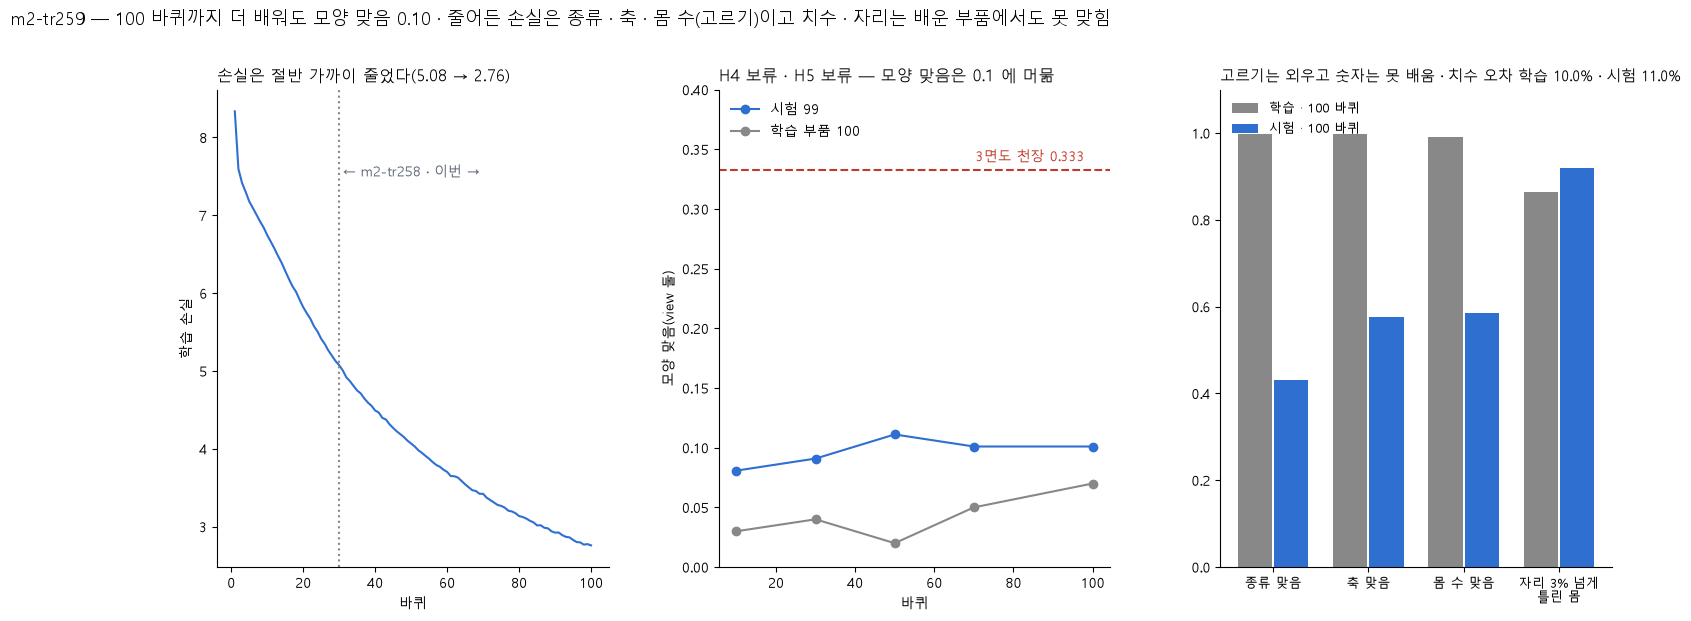 m2-tr259 — 100 바퀴까지 더 배워도 모양 맞음 0.10 · 줄어든 손실은 종류 · 축 · 몸 수(고르기)이고 치수 · 자리는 배운 부품에서도 못 맞힘
손실은 절반 가까이 줄었다(5.08 → 2.76)
8
7
6
5
4
3
학습 손실
← m2-tr258 · 이번 →
0 20 40 60 80 100
바퀴
H4 보류 · H5 보류 — 모양 맞음은 0.1 에 머묾
시험 99
학습 부품 100
3면도 천장 0.333
0.40
0.35
0.30
0.25
0.20
0.15
0.10
0.05
0.00
모양 맞음(view 둘)
20 40 60 80 100
바퀴
고르기는 외우고 숫자는 못 배움 · 치수 오차 학습 10.0% · 시험 11.0%
학습 · 100 바퀴
시험 · 100 바퀴
1.0
0.8
0.6
0.4
0.2
0.0
종류 맞음 축 맞음 몸 수 맞음 자리 3% 넘게
틀린 몸